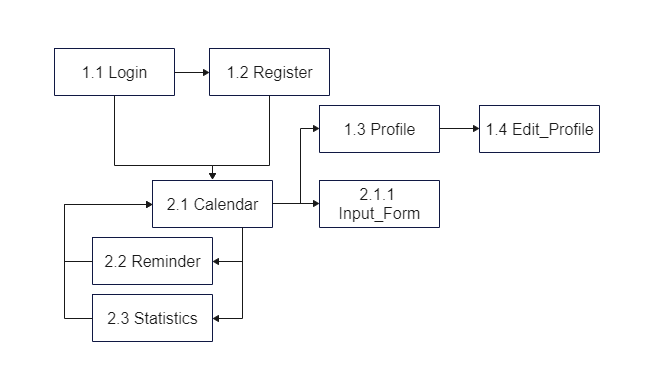 1.1 Login
1.2 Register
1.3 Profile
1.4 Edit_Profile
2.1 Calendar
2.1.1
Input_Form
2.2 Reminder
2.3 Statistics